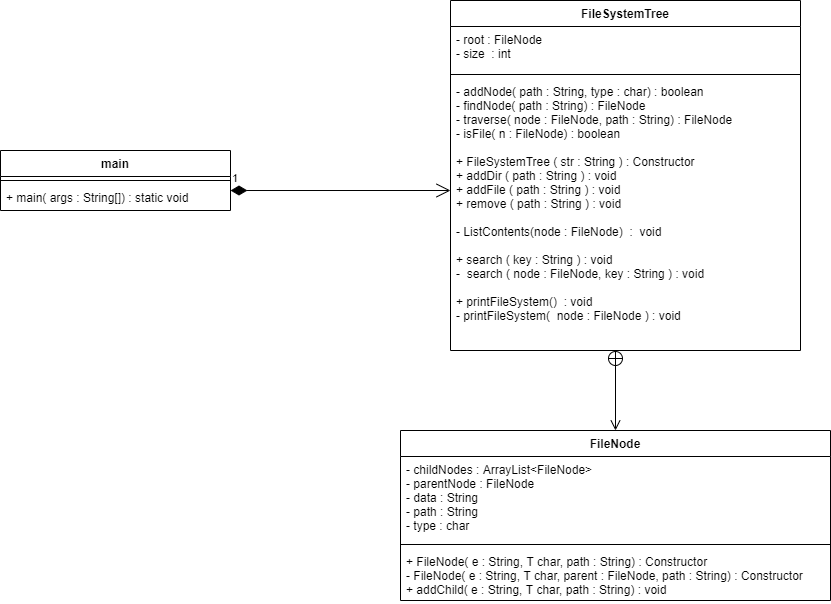 FileSystemTree
- root : FileNode
- size : int
- addNode( path : String, type : char) : boolean
- findNode( path : String) : FileNode
- traverse( node : FileNode, path : String) : FileNode
- isFile( n : FileNode) : boolean
+ FileSystemTree ( str : String ) : Constructor
+ addDir ( path : String ) : void
+ addFile ( path : String ) : void
+ remove ( path : String ) : void
- ListContents(node : FileNode) : void
+ search ( key : String ) : void
- search ( node : FileNode, key : String ) : void
+ printFileSystem() : void
- printFileSystem( node : FileNode ) : void
main
+ main( args : String[]) : static void
1
FileNode
- childNodes : ArrayList<FileNode>
- parentNode : FileNode
- data : String
- path : String
- type : char
+ FileNode( e : String, T char, path : String) : Constructor
- FileNode( e : String, T char, parent : FileNode, path : String) : Constructor
+ addChild( e : String, T char, path : String) : void